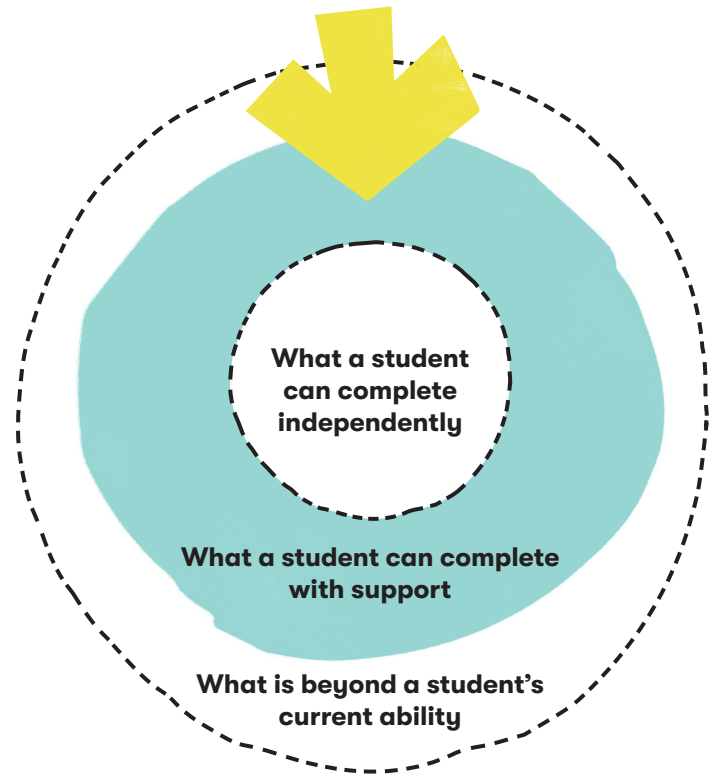 What a student
can complete
independently
What a student can complete
with support
What is beyond a student's
current ability